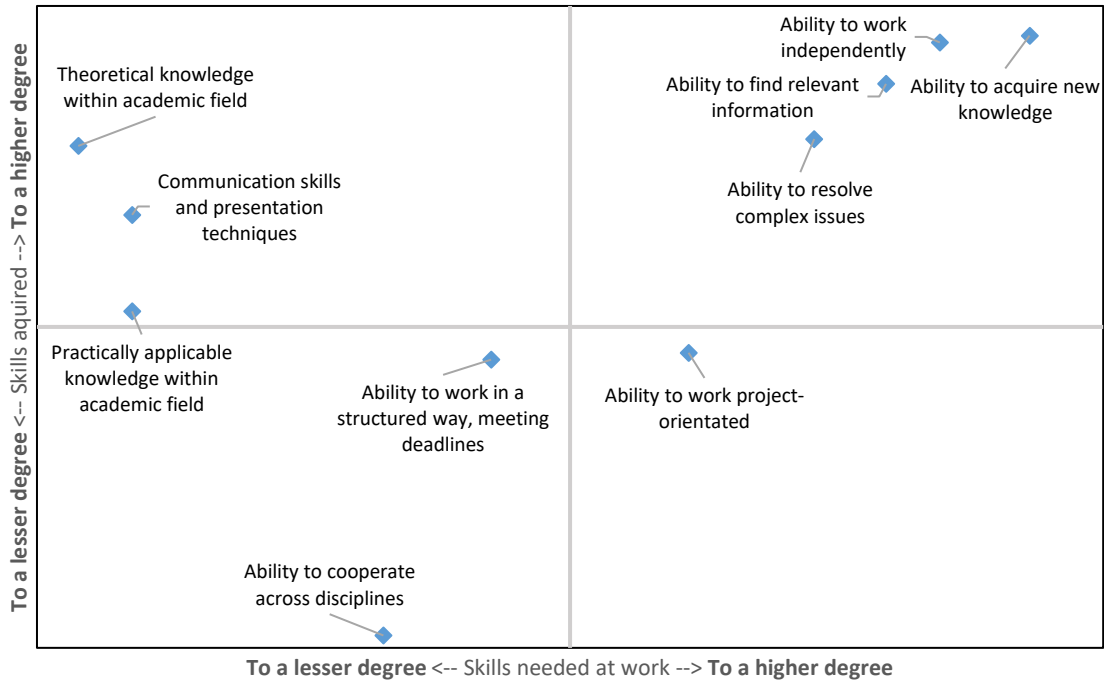 Ability to work
independently
Theoretical knowledge
within academic field
Ability to find relevant
information
Ability to acquire new
knowledge
Communication skills
and presentation
techniques
Ability to resolve
complex issues
Practically applicable
knowledge within
academic field
Ability to work in a
structured way, meeting
deadlines
Ability to work project-
orientated
Ability to cooperate
across disciplines
To a lesser degree <-- Skills aquired --> To a higher degree
To a lesser degree <-- Skills needed at work --> To a higher degree